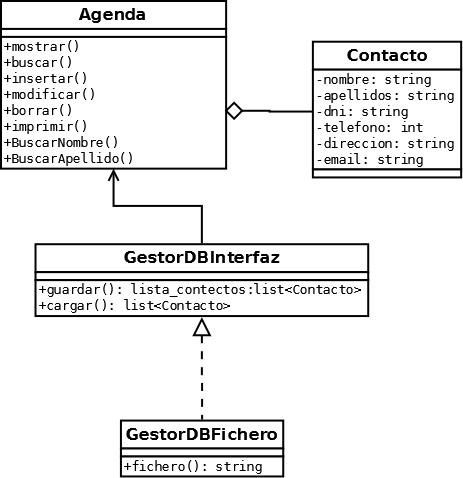 Agenda
+mostrar()
+buscar()
+insertar()
+modificar()
+borrar()
+imprimir()
+BuscarNombre()
+BuscarApellido()
Contacto
-nombre: string
-apellidos: string
-dni: string
-telefono: int
-direccion: string
-email: string
GestorDBInterfaz
+guardar(): lista_contectos:list<Contacto>
+cargar(): list<Contacto>
GestorDBFichero
+fichero(): string